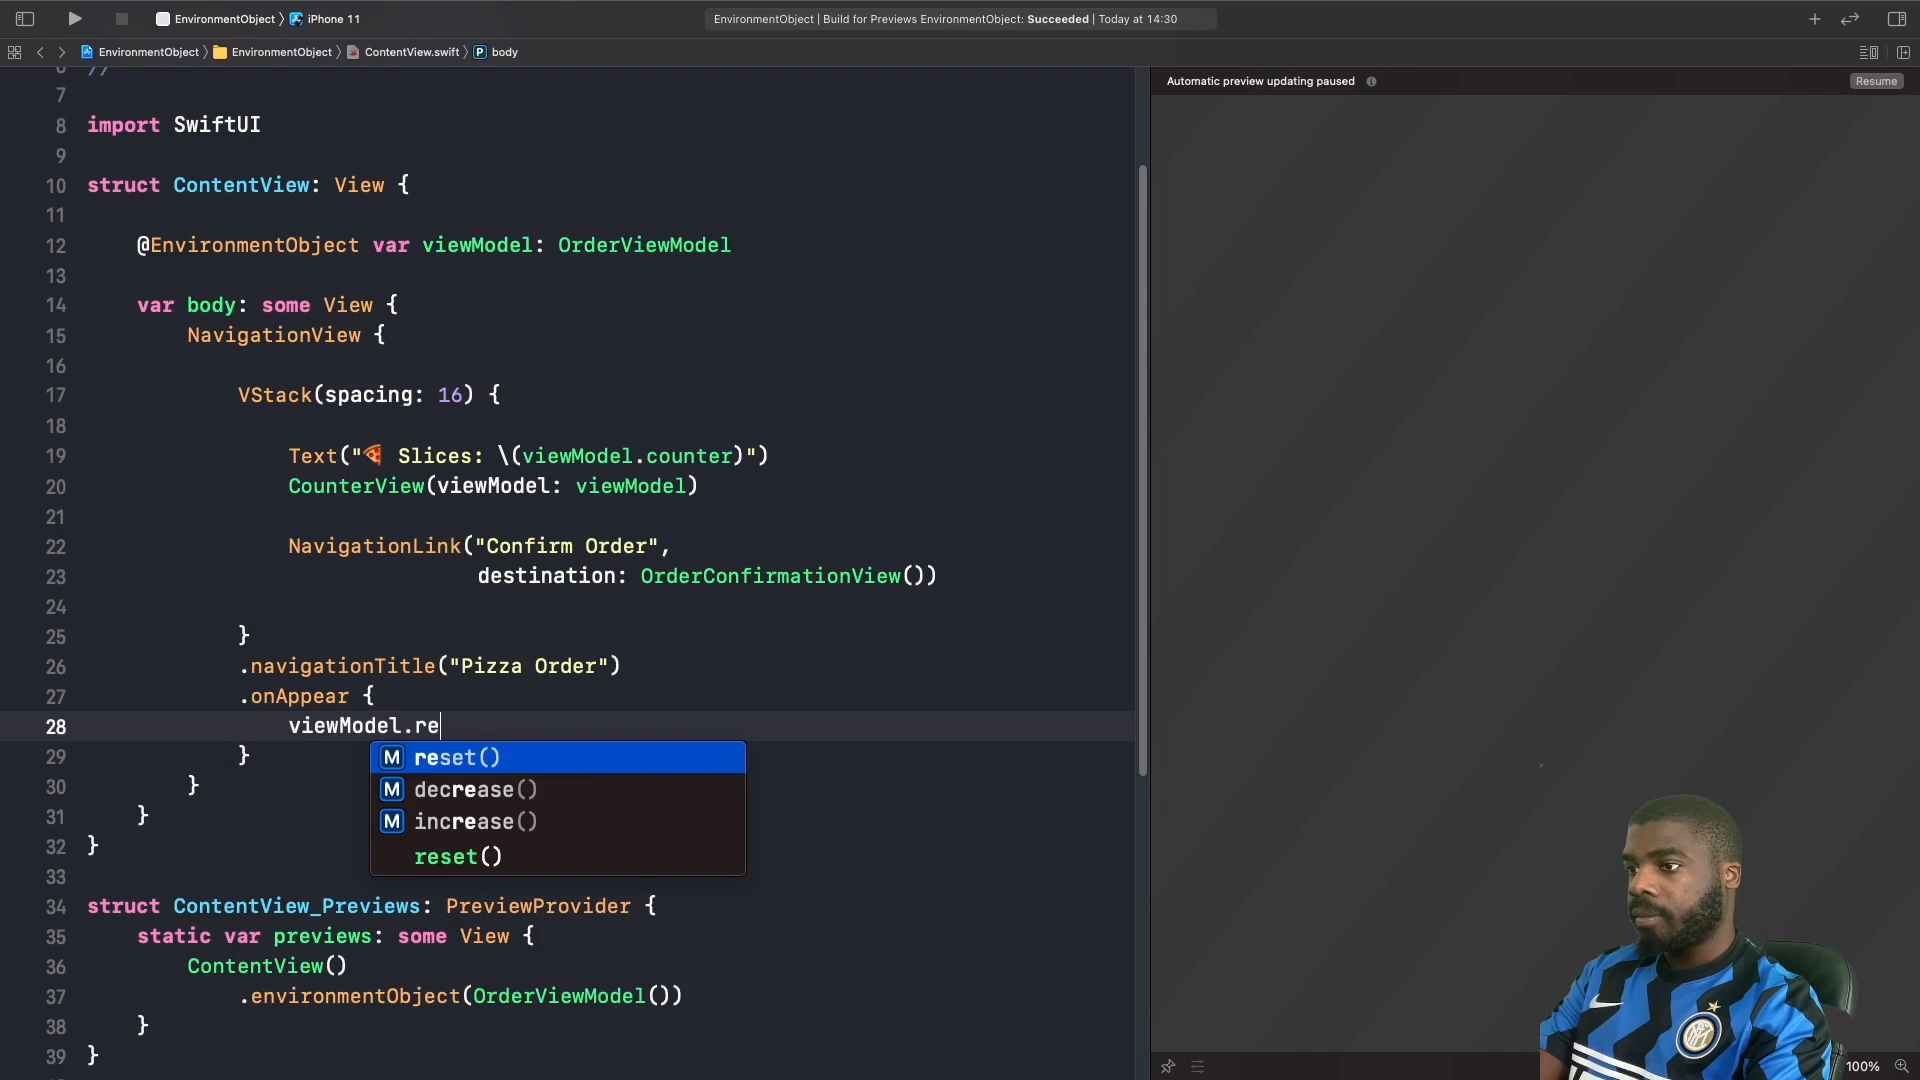 EnvironmentObject 〉 iPhone 11
EnvironmentObject | Build for Previews EnvironmentObject: Succeeded | Today at 14:30
EnvironmentObject 〉 EnvironmentObject 〉 ContentView.swift 〉 P body
Automatic preview updating paused
Resume
6 //
7
8 import SwiftUI
9
10 struct ContentView: View {
11
12 @EnvironmentObject var viewModel: OrderViewModel
13
14 var body: some View {
15 NavigationView {
16
17 VStack(spacing: 16) {
18
19 Text("🍕 Slices: \(viewModel.counter)")
20 CounterView(viewModel: viewModel)
21
22 NavigationLink("Confirm Order",
23 destination: OrderConfirmationView())
24
25 }
26 .navigationTitle("Pizza Order")
27 .onAppear {
28 viewModel.re
M reset()
M decrease()
M increase()
reset()
29 }
30 }
31 }
32 }
33
34 struct ContentView_Previews: PreviewProvider {
35 static var previews: some View {
36 ContentView()
37 .environmentObject(OrderViewModel())
38 }
39 }
100%